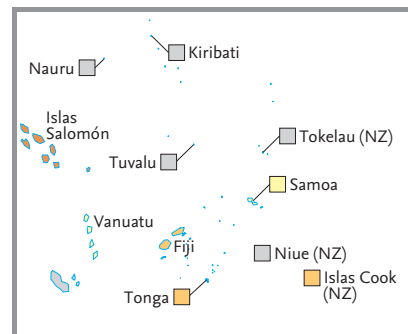 Kiribati
Nauru
Islas
Salomón
Tokelau (NZ)
Tuvalu
Samoa
Vanuatu
Fiji
Niue (NZ)
Islas Cook
(NZ)
Tonga